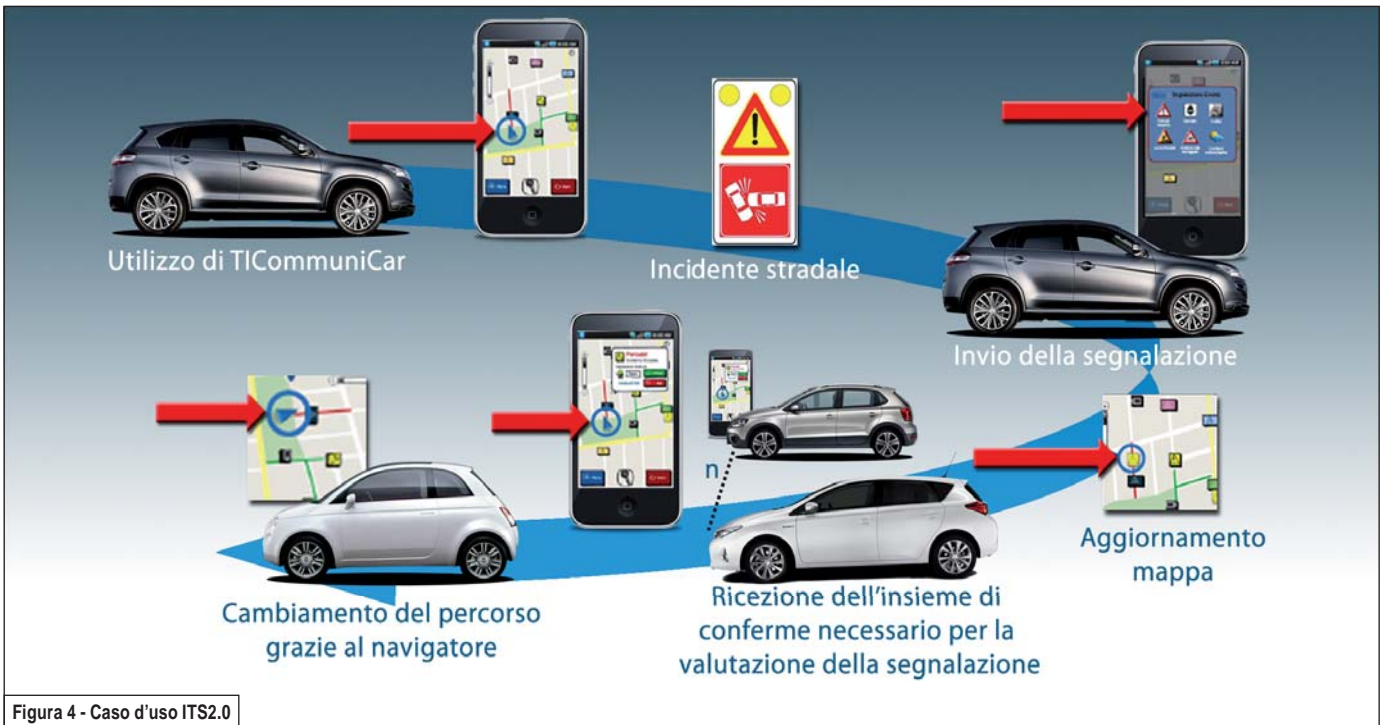 Utilizzo di TICommuniCar
Incidente stradale
Invio della segnalazione
Aggiornamento
mappa
Ricezione dell'insieme di
conferme necessario per la
valutazione della segnalazione
n
Cambiamento del percorso
grazie al navigatore
Figura 4 - Caso d'uso ITS2.0